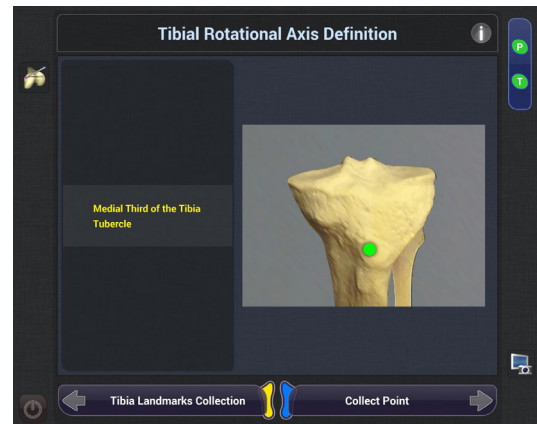 Tibial Rotational Axis Definition
i
P
T
Medial Third of the Tibia
Tubercle
Tibia Landmarks Collection
Collect Point